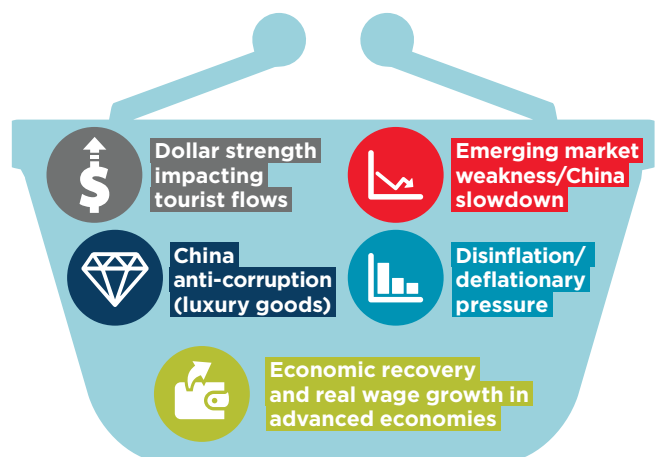 Dollar strength
impacting
tourist flows
Emerging market
weakness/China
slowdown
China
anti-corruption
(luxury goods)
Disinflation/
deflationary
pressure
Economic recovery
and real wage growth in
advanced economies